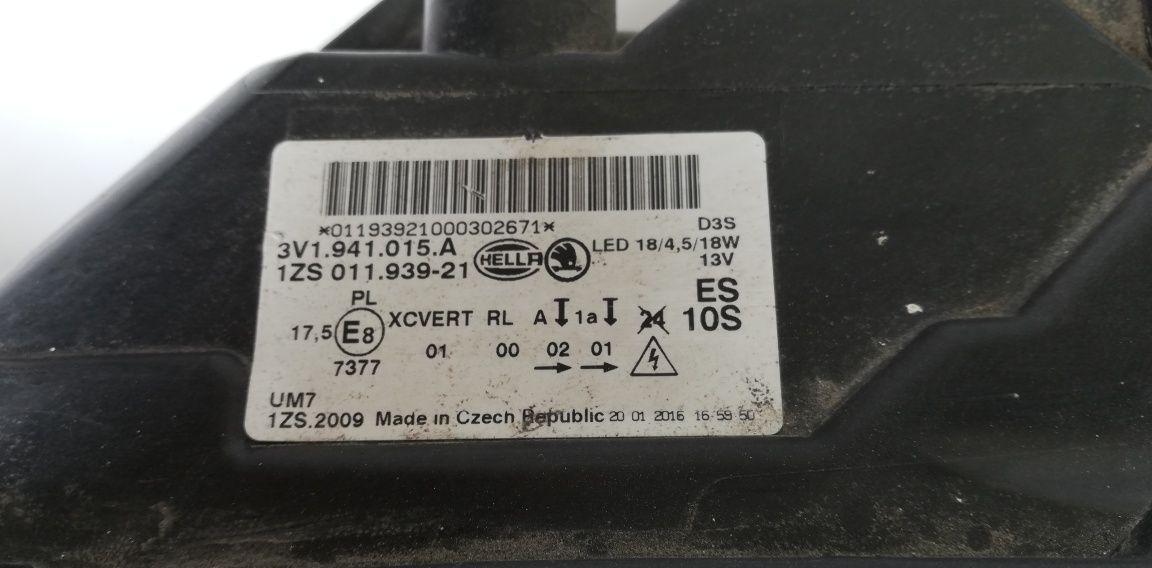 *01193921000302671*
D3S
3V1.941.015.A
HELLA
LED 18/4,5/18W
1ZS 011.939-21
13V
PL
ES
17,5 E8 XCVERT RL A 1a 24 10S
01 00 02 01
7377
UM7
1ZS.2009 Made in Czech Republic 20 01 2016 16 59 50